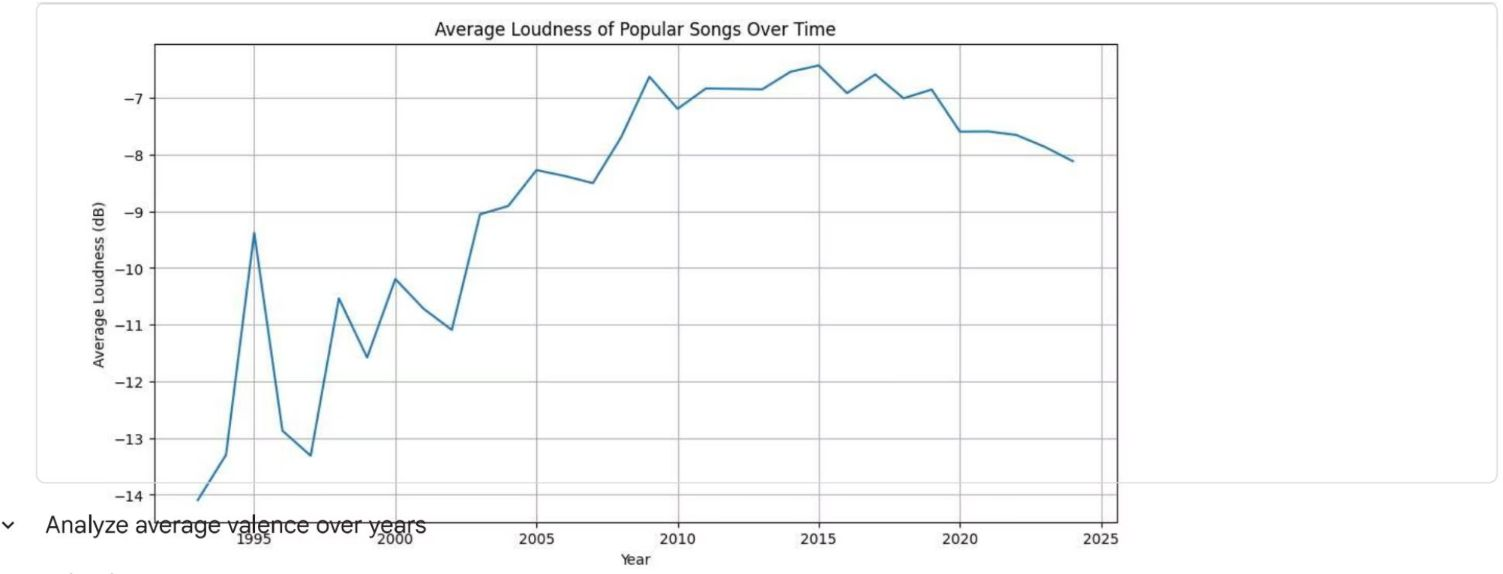 Average Loudness of Popular Songs Over Time
−7
−8
−9
−10
−11
−12
−13
−14
Average Loudness (dB)
Analyze average valence over years
1995 2000 2005 2010 2015 2020 2025
Year